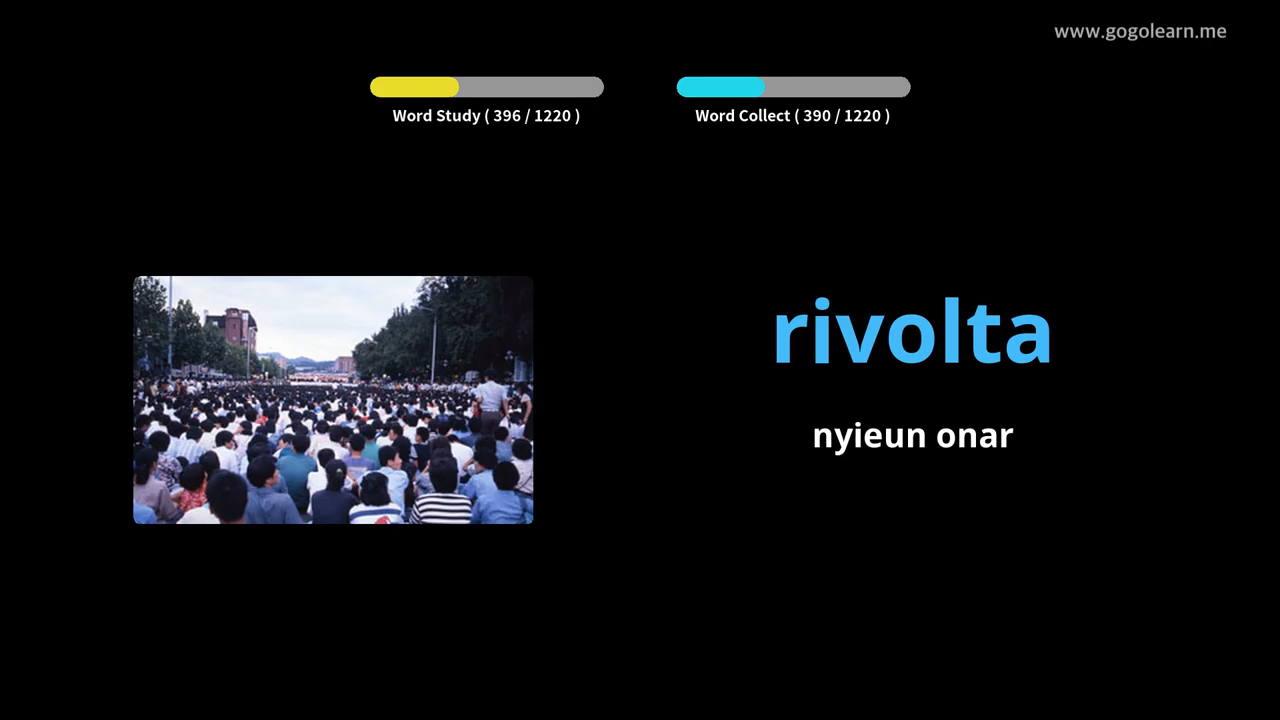 www.gogolearn.me
Word Study ( 396 / 1220 )
Word Collect ( 390 / 1220 )
rivolta
nyieun onar